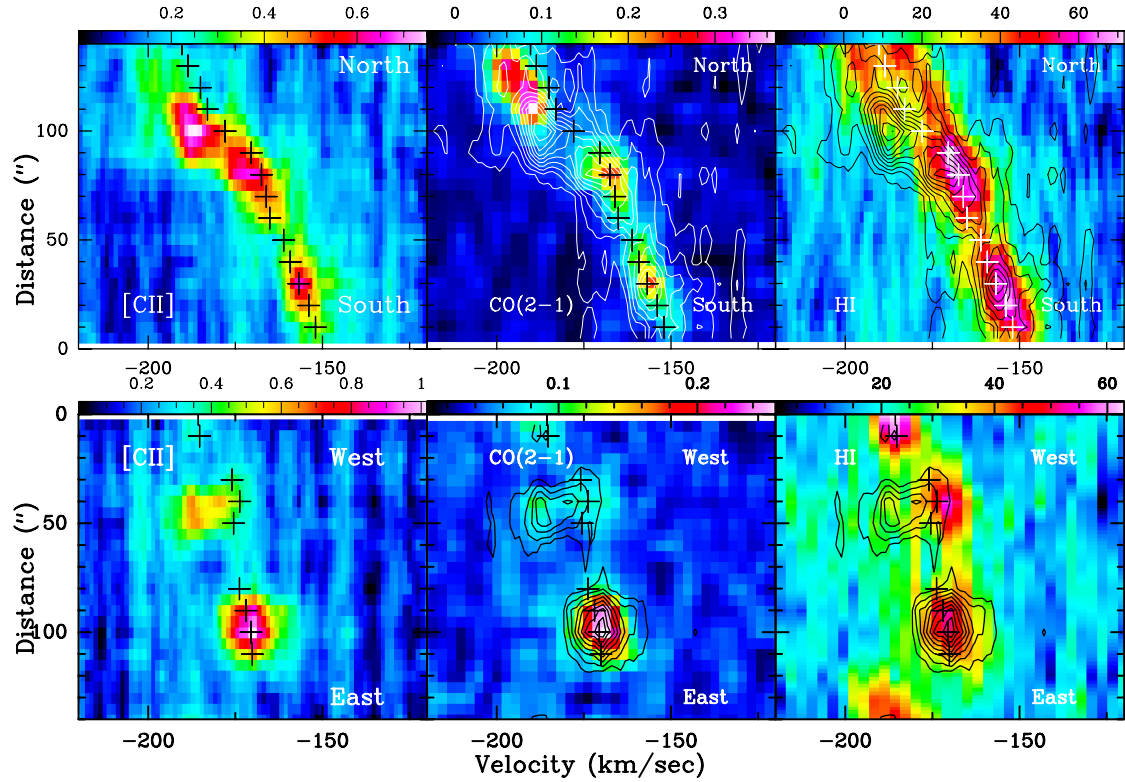 0.2 0.4 0.6 0 0.1 0.2 0.3 0 20 40 60
North North North
Distance (″)
100
50
0
[CII] South CO(2−1) South HI South
−200 −150 −200 −150 −200 −150
0.2 0.4 0.6 0.8 1 0.1 0.2 20 40 60
Distance (″)
0
50
100
[CII] West CO(2−1) West HI West
East East East
−200 −150 −200 −150 −200 −150
Velocity (km/sec)